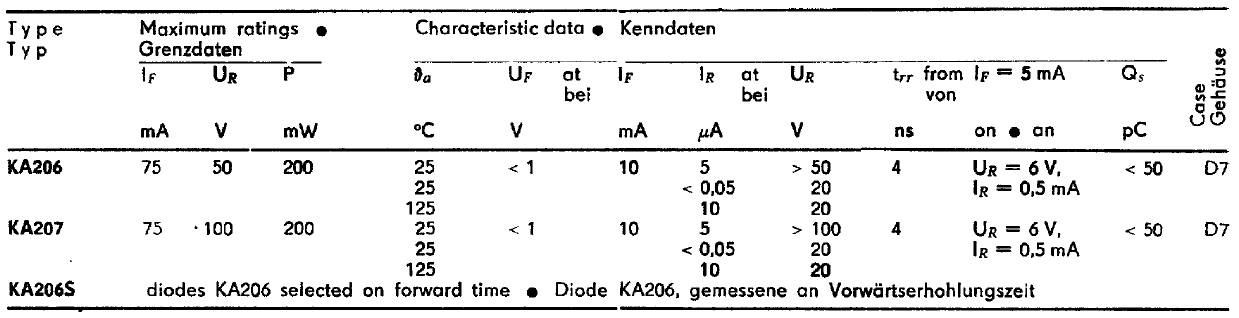 Type Maximum ratings ● Characteristic data ● Kenndaten
Typ Grenzdaten
I_F U_R P ϑ_a U_F at I_F I_R at U_R t_rr from I_F = 5 mA Q_s Case
bei bei von Gehäuse
mA V mW °C V mA μA V ns on ● an pC
KA206 75 50 200 25 < 1 10 5 > 50 4 U_R = 6 V, < 50 D7
25 < 0,05 20 I_R = 0,5 mA
125 10 20
KA207 75 100 200 25 < 1 10 5 > 100 4 U_R = 6 V, < 50 D7
25 < 0,05 20 I_R = 0,5 mA
125 10 20
KA206S diodes KA206 selected on forward time ● Diode KA206, gemessene an Vorwärtserhohlungszeit